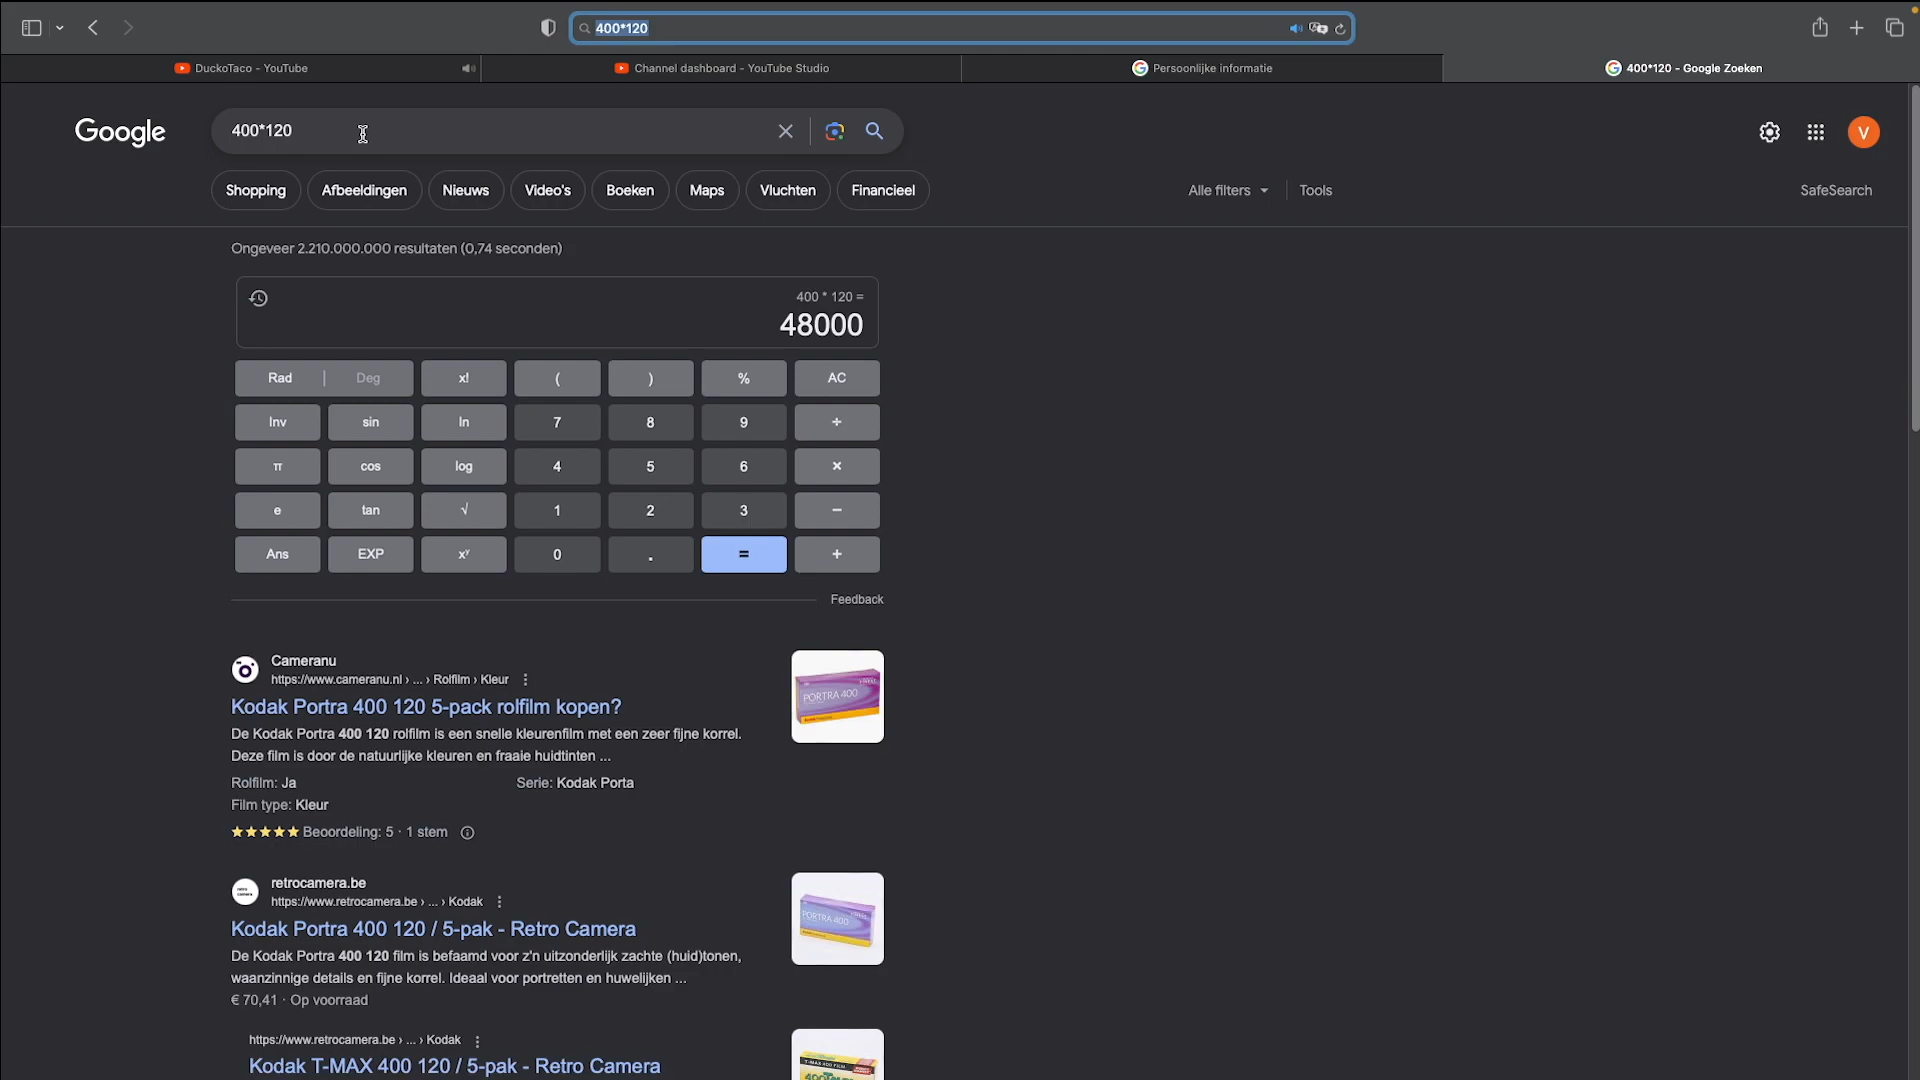 400*120
DuckoTaco - YouTube
Channel dashboard - YouTube Studio
Persoonlijke informatie
400*120 - Google Zoeken
Google
400*120
V
Shopping
Afbeeldingen
Nieuws
Video's
Boeken
Maps
Vluchten
Financieel
Alle filters
Tools
SafeSearch
Ongeveer 2.210.000.000 resultaten (0,74 seconden)
400 * 120 =
48000
Rad | Deg x! ( ) % AC
Inv sin ln 7 8 9 ÷
π cos log 4 5 6 ×
e tan √ 1 2 3 −
Ans EXP xʸ 0 . = +
Feedback
Cameranu
https://www.cameranu.nl › ... › Rolfilm › Kleur
Kodak Portra 400 120 5-pack rolfilm kopen?
De Kodak Portra 400 120 rolfilm is een snelle kleurenfilm met een zeer fijne korrel.
Deze film is door de natuurlijke kleuren en fraaie huidtinten ...
Rolfilm: Ja
Serie: Kodak Porta
Film type: Kleur
★★★★★ Beoordeling: 5 · 1 stem
PORTRA 400
retrocamera.be
https://www.retrocamera.be › ... › Kodak
Kodak Portra 400 120 / 5-pak - Retro Camera
De Kodak Portra 400 120 film is befaamd voor z'n uitzonderlijk zachte (huid)tonen,
waanzinnige details en fijne korrel. Ideaal voor portretten en huwelijken ...
€ 70,41 · Op voorraad
PORTRA 400
https://www.retrocamera.be › ... › Kodak
Kodak T-MAX 400 120 / 5-pak - Retro Camera